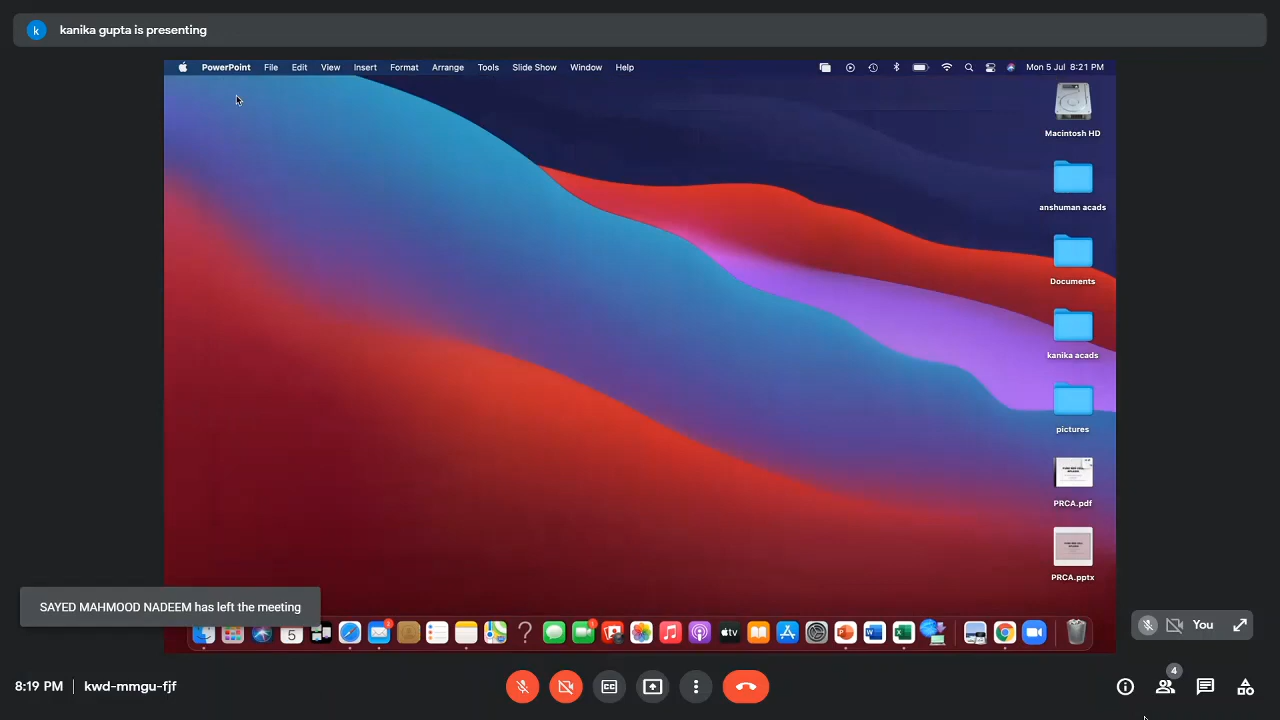 k
kanika gupta is presenting
PowerPoint File Edit View Insert Format Arrange Tools Slide Show Window Help Mon 5 Jul 8:21 PM
Macintosh HD
anshuman acads
Documents
kanika acads
pictures
PRCA.pdf
PRCA.pptx
SAYED MAHMOOD NADEEM has left the meeting
5
tv
You
8:19 PM | kwd-mmgu-fjf
4